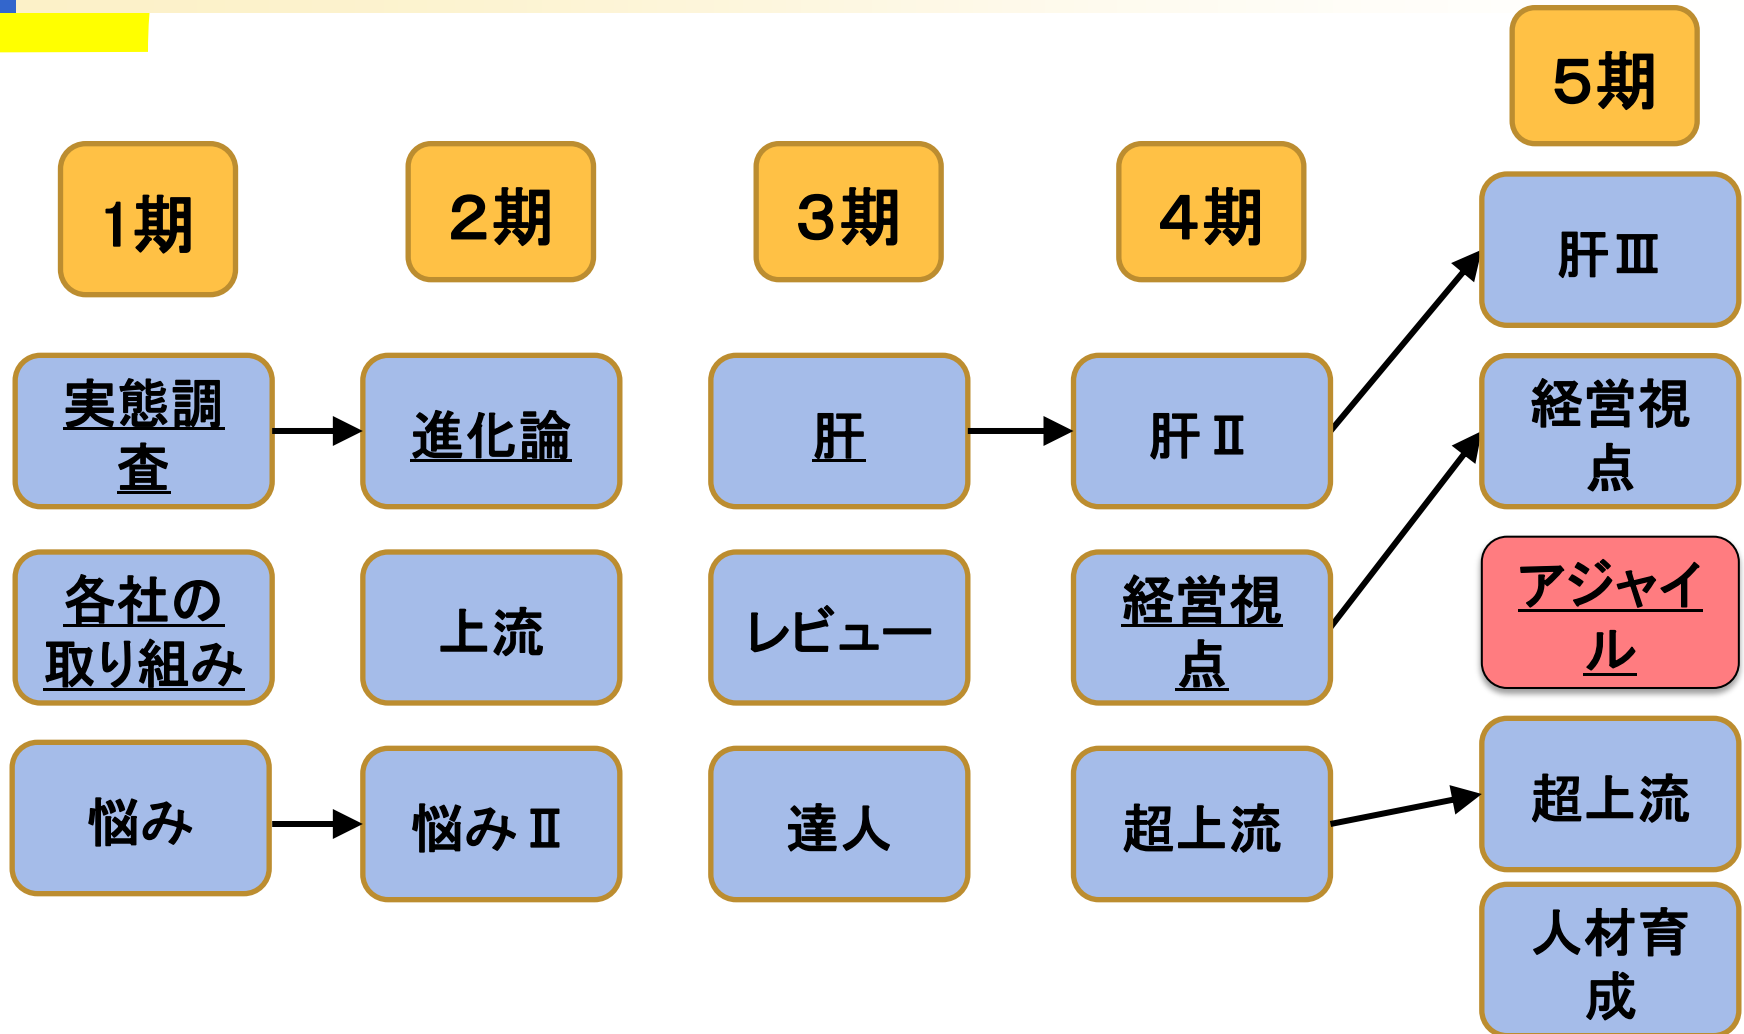 1期
実態調
査
各社の
取り組み
悩み
２期
進化論
上流
悩みⅡ
３期
肝
レビュー
達人
４期
肝Ⅱ
経営視
点
超上流
５期
肝Ⅲ
経営視
点
アジャイ
ル
超上流
人材育
成